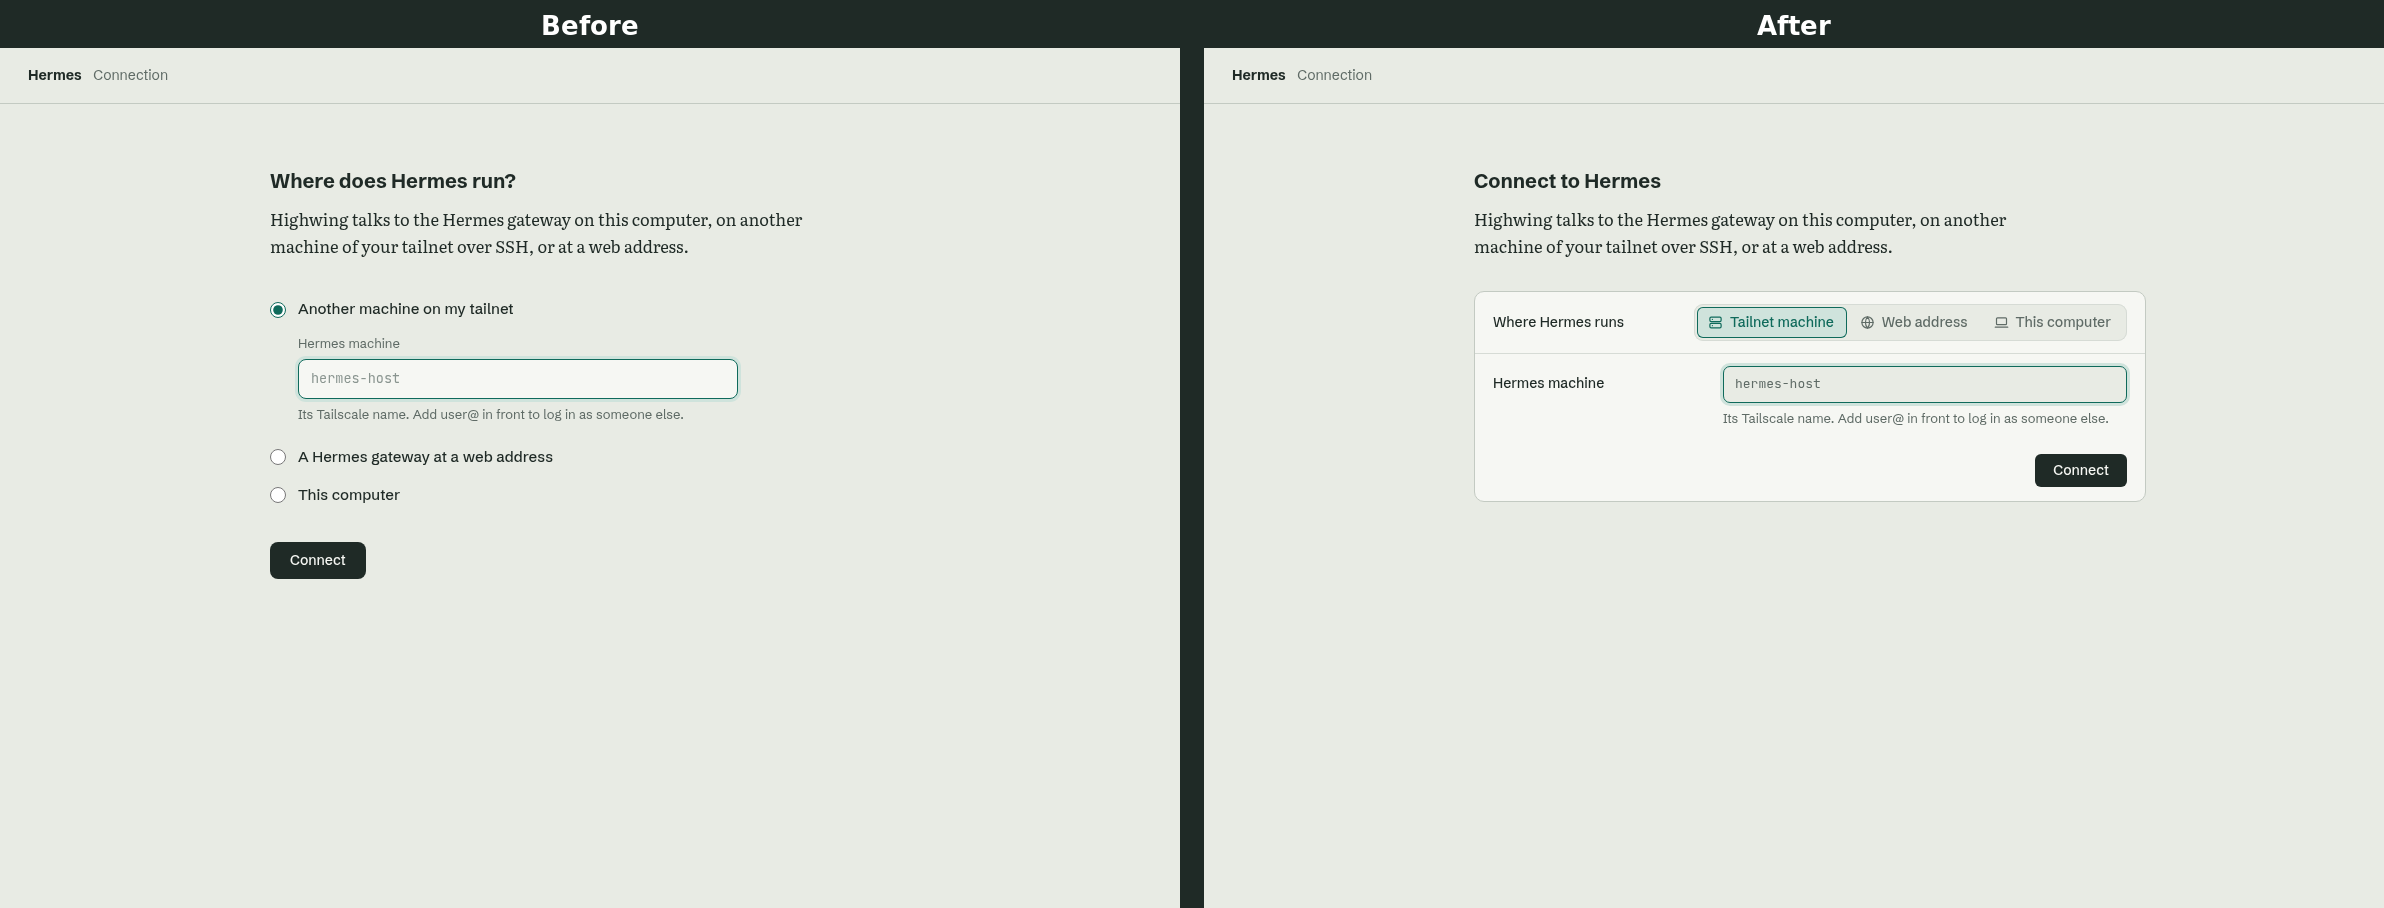 Before
Hermes Connection
Where does Hermes run?
Highwing talks to the Hermes gateway on this computer, on another
machine of your tailnet over SSH, or at a web address.
Another machine on my tailnet
Hermes machine
hermes-host
Its Tailscale name. Add user@ in front to log in as someone else.
A Hermes gateway at a web address
This computer
Connect
After
Hermes Connection
Connect to Hermes
Highwing talks to the Hermes gateway on this computer, on another
machine of your tailnet over SSH, or at a web address.
Where Hermes runs
Tailnet machine
Web address
This computer
Hermes machine
hermes-host
Its Tailscale name. Add user@ in front to log in as someone else.
Connect